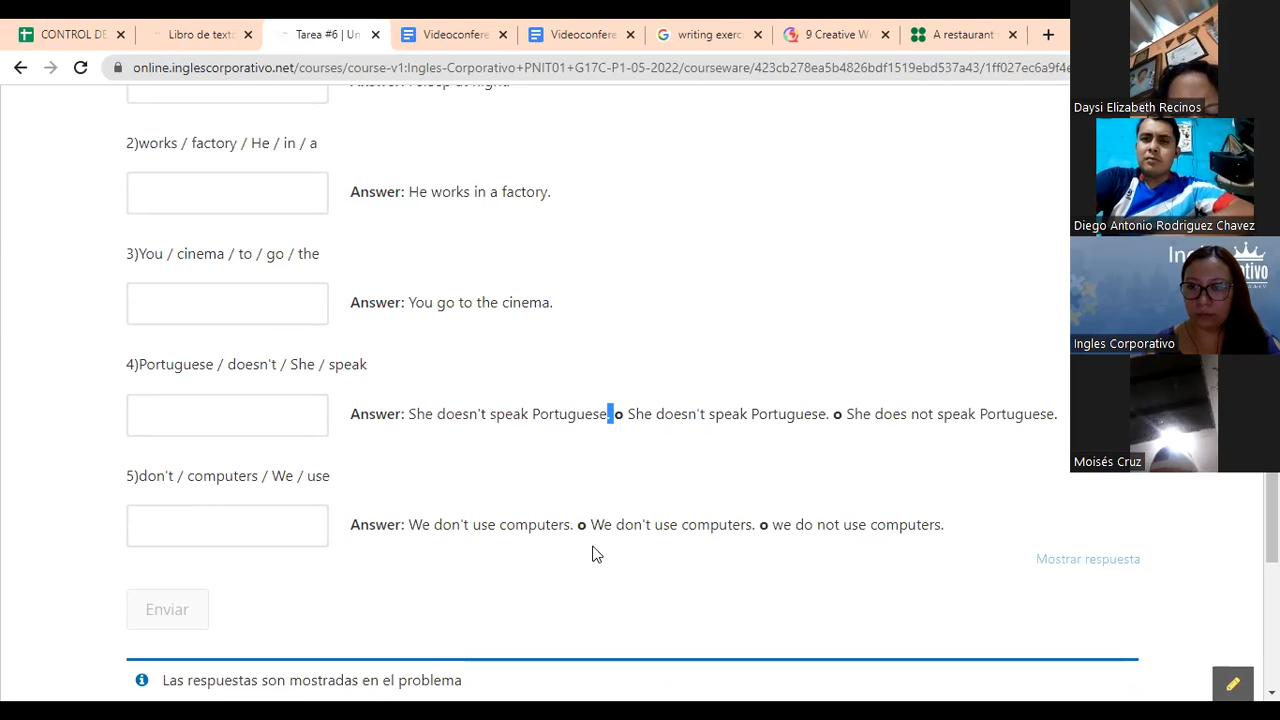 CONTROL DE
Libro de texto
Tarea #6 | Un
Videoconfere
Videoconfere
writing exerc
9 Creative W
A restaurant
online.inglescorporativo.net/courses/course-v1:Ingles-Corporativo+PNIT01+G17C-P1-05-2022/courseware/423cb278ea5b4826bdf1519ebd537a43/1ff027ec6a9f4e
2)works / factory / He / in / a
Answer: He works in a factory.
3)You / cinema / to / go / the
Answer: You go to the cinema.
4)Portuguese / doesn't / She / speak
Answer: She doesn't speak Portuguese. o She doesn't speak Portuguese. o She does not speak Portuguese.
5)don't / computers / We / use
Answer: We don't use computers. o We don't use computers. o we do not use computers.
Mostrar respuesta
Enviar
Las respuestas son mostradas en el problema
Daysi Elizabeth Recinos
Diego Antonio Rodriguez Chavez
Ingles Corporativo
Moisés Cruz